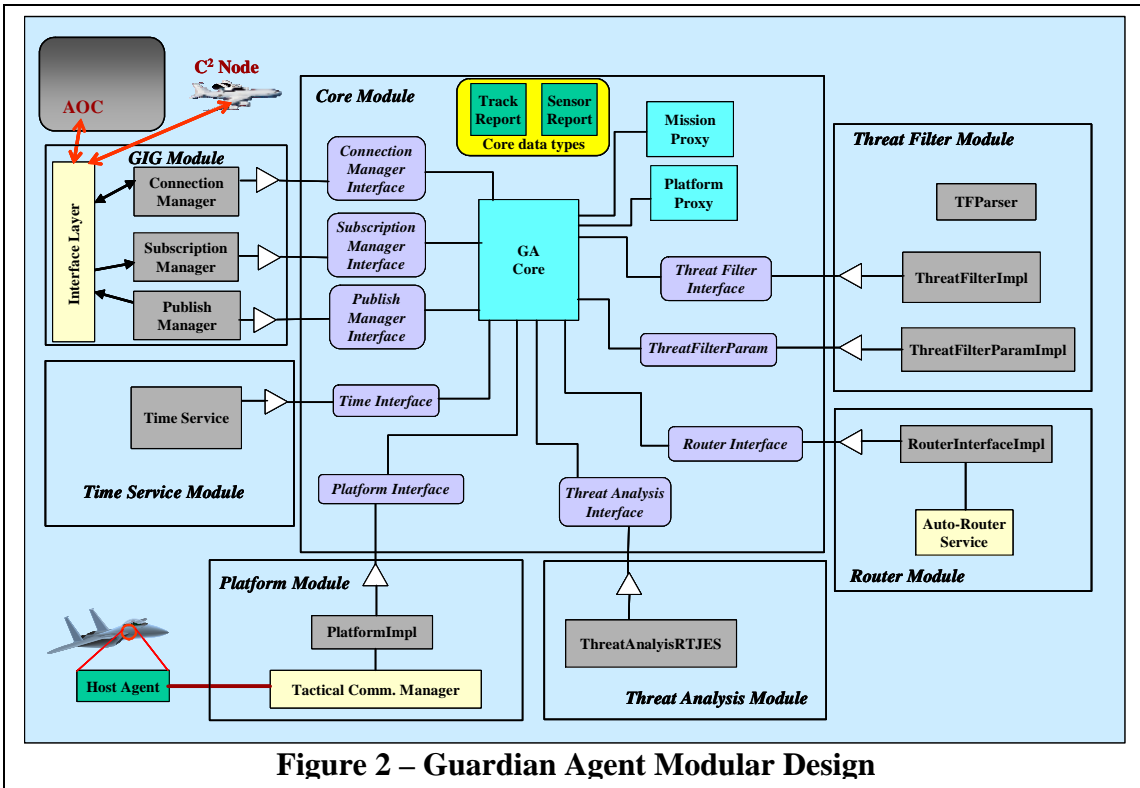 C2 Node
AOC
Core Module
Track
Report
Sensor
Report
Core data types
Mission
Proxy
Platform
Proxy
GIG Module
Interface Layer
Connection
Manager
Subscription
Manager
Publish
Manager
Connection
Manager
Interface
Subscription
Manager
Interface
Publish
Manager
Interface
GA
Core
Threat Filter Module
TFParser
Threat Filter
Interface
ThreatFilterImpl
ThreatFilterParam
ThreatFilterParamImpl
Time Service
Time Interface
Time Service Module
Router Interface
RouterInterfaceImpl
Auto-Router
Service
Router Module
Platform Interface
Threat Analysis
Interface
Platform Module
PlatformImpl
Tactical Comm. Manager
Host Agent
ThreatAnalyisRTJES
Threat Analysis Module
Figure 2 – Guardian Agent Modular Design